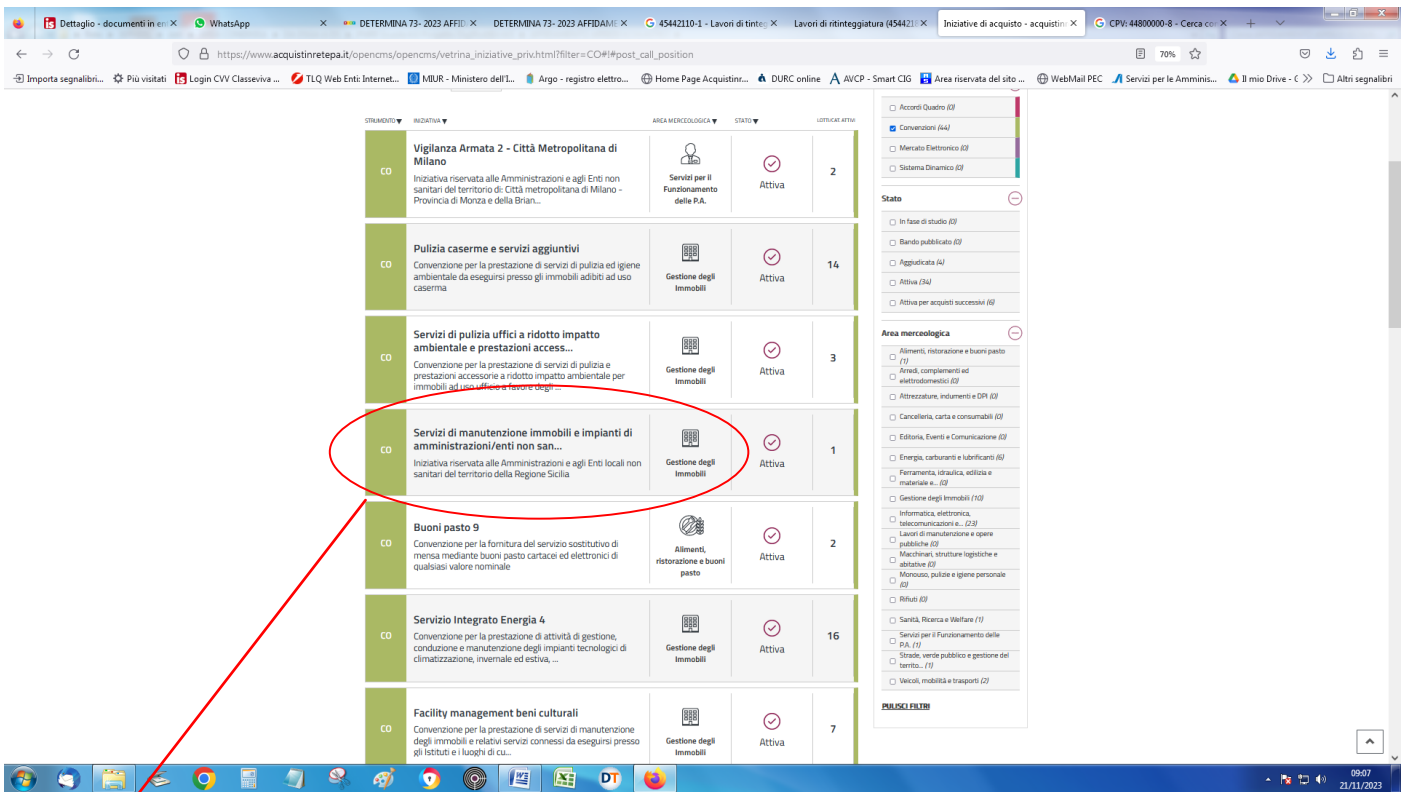 Dettaglio - documenti in en
WhatsApp
DETERMINA 73- 2023 AFFID
DETERMINA 73- 2023 AFFIDAME
45442110-1 - Lavori di tinteg
Lavori di ritinteggiatura (454421
Iniziative di acquisto - acquistinr
CPV: 44800000-8 - Cerca con
https://www.acquistinretepa.it/opencms/opencms/vetrina_iniziative_priv.html?filter=CO#!#post_call_position
70%
Importa segnalibri...
Più visitati
Login CVV Classeviva ...
TLQ Web Enti: Internet...
MIUR - Ministero dell'I...
Argo - registro elettro...
Home Page Acquistinr...
DURC online
AVCP - Smart CIG
Area riservata del sito ...
WebMail PEC
Servizi per le Amminis...
Il mio Drive -
Altri segnalibri
STRUMENTO
INIZIATIVA
AREA MERCEOLOGICA
STATO
LOTTI/CAT. ATTIVI
CO
Vigilanza Armata 2 - Città Metropolitana di
Milano
Iniziativa riservata alle Amministrazioni e agli Enti non
sanitari del territorio di: Città metropolitana di Milano –
Provincia di Monza e della Brian...
Servizi per il
Funzionamento
delle P.A.
Attiva
2
CO
Pulizia caserme e servizi aggiuntivi
Convenzione per la prestazione di servizi di pulizia ed igiene
ambientale da eseguirsi presso gli immobili adibiti ad uso
caserma
Gestione degli
Immobili
Attiva
14
CO
Servizi di pulizia uffici a ridotto impatto
ambientale e prestazioni access...
Convenzione per la prestazione di servizi di pulizia e
prestazioni accessorie a ridotto impatto ambientale per
immobili ad uso ufficio a favore degli ...
Gestione degli
Immobili
Attiva
3
CO
Servizi di manutenzione immobili e impianti di
amministrazioni/enti non san...
Iniziativa riservata alle Amministrazioni e agli Enti locali non
sanitari del territorio della Regione Sicilia
Gestione degli
Immobili
Attiva
1
CO
Buoni pasto 9
Convenzione per la fornitura del servizio sostitutivo di
mensa mediante buoni pasto cartacei ed elettronici di
qualsiasi valore nominale
Alimenti,
ristorazione e buoni
pasto
Attiva
2
CO
Servizio Integrato Energia 4
Convenzione per la prestazione di attività di gestione,
conduzione e manutenzione degli impianti tecnologici di
climatizzazione, invernale ed estiva, ...
Gestione degli
Immobili
Attiva
16
CO
Facility management beni culturali
Convenzione per la prestazione di servizi di manutenzione
degli immobili e relativi servizi connessi da eseguirsi presso
gli Istituti e i luoghi di cu...
Gestione degli
Immobili
Attiva
7
Accordi Quadro (0)
Convenzioni (44)
Mercato Elettronico (0)
Sistema Dinamico (0)
Stato
In fase di studio (0)
Bando pubblicato (0)
Aggiudicata (4)
Attiva (34)
Attiva per acquisti successivi (6)
Area merceologica
Alimenti, ristorazione e buoni pasto
(1)
Arredi, complementi ed
elettrodomestici (0)
Attrezzature, indumenti e DPI (0)
Cancelleria, carta e consumabili (0)
Editoria, Eventi e Comunicazione (0)
Energia, carburanti e lubrificanti (6)
Ferramenta, idraulica, edilizia e
materiale e... (0)
Gestione degli Immobili (10)
Informatica, elettronica,
telecomunicazioni e... (23)
Lavori di manutenzione e opere
pubbliche (0)
Macchinari, strutture logistiche e
abitative (0)
Monouso, pulizie e igiene personale
(0)
Rifiuti (0)
Sanità, Ricerca e Welfare (1)
Servizi per il Funzionamento delle
P.A. (1)
Strade, verde pubblico e gestione del
territo... (1)
Veicoli, mobilità e trasporti (2)
PULISCI FILTRI
DT
09:07
21/11/2023